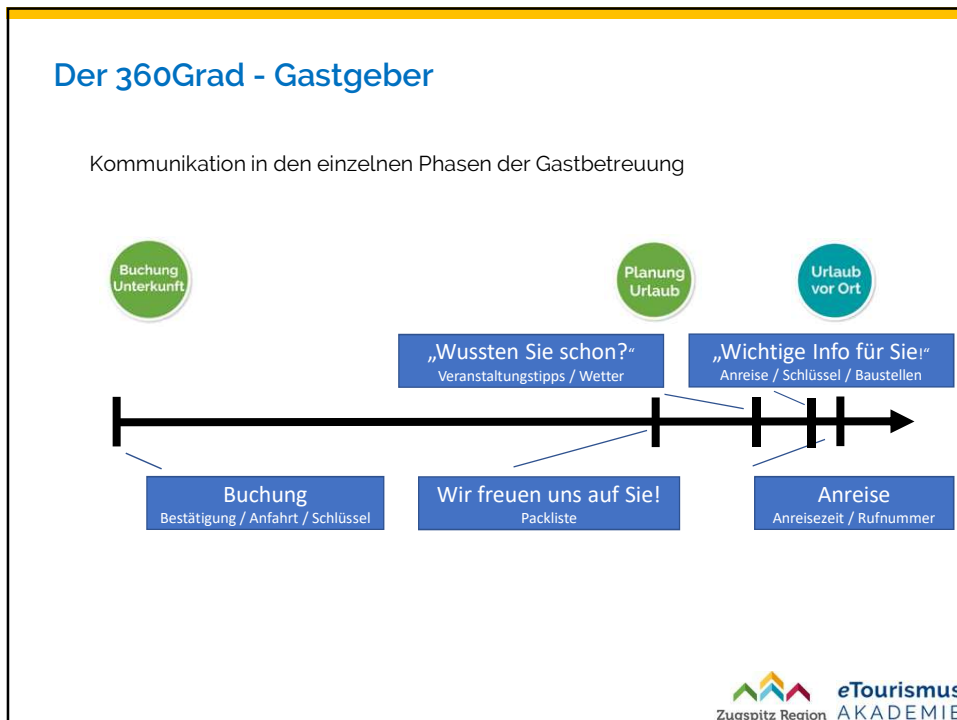 Der 360Grad - Gastgeber
Kommunikation in den einzelnen Phasen der Gastbetreuung
Buchung
Unterkunft
Planung
Urlaub
Urlaub
vor Ort
„Wussten Sie schon?“
Veranstaltungstipps / Wetter
„Wichtige Info für Sie!“
Anreise / Schlüssel / Baustellen
Buchung
Bestätigung / Anfahrt / Schlüssel
Wir freuen uns auf Sie!
Packliste
Anreise
Anreisezeit / Rufnummer
Zugspitz Region
eTourismus
AKADEMIE